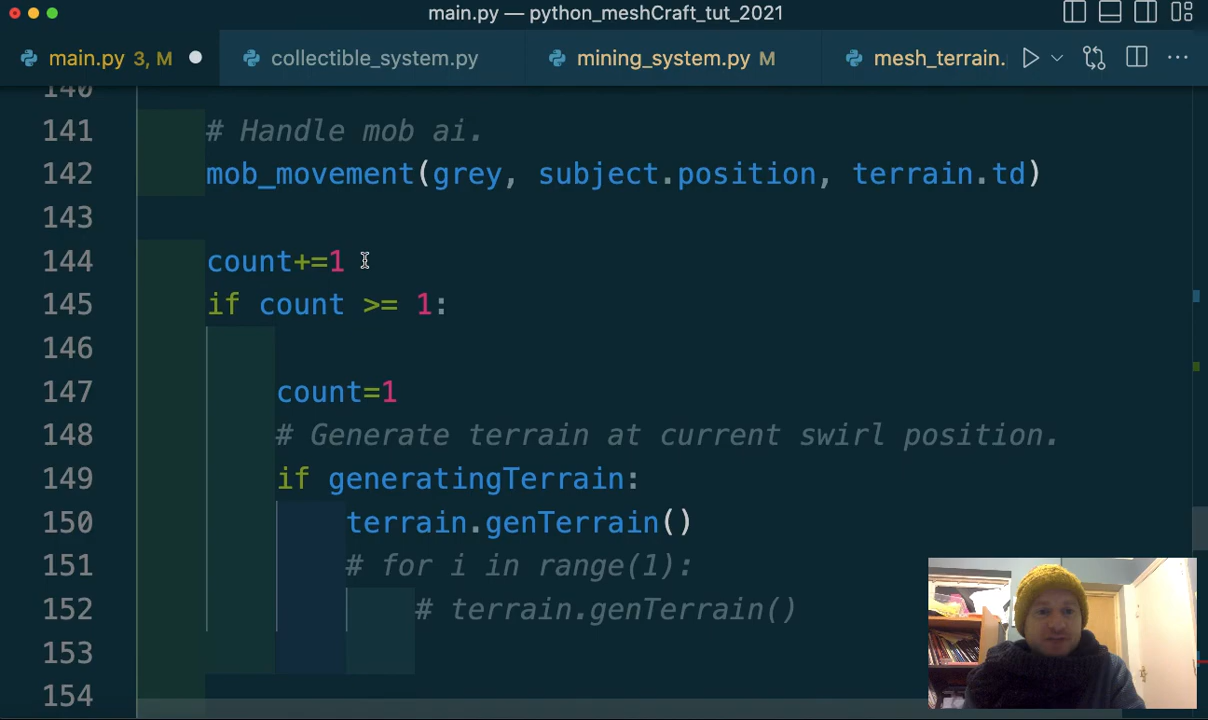 main.py — python_meshCraft_tut_2021
main.py 3, M collectible_system.py mining_system.py M mesh_terrain.
140
141 # Handle mob ai.
142 mob_movement(grey, subject.position, terrain.td)
143
144 count+=1
145 if count >= 1:
146
147 count=1
148 # Generate terrain at current swirl position.
149 if generatingTerrain:
150 terrain.genTerrain()
151 # for i in range(1):
152 # terrain.genTerrain()
153
154